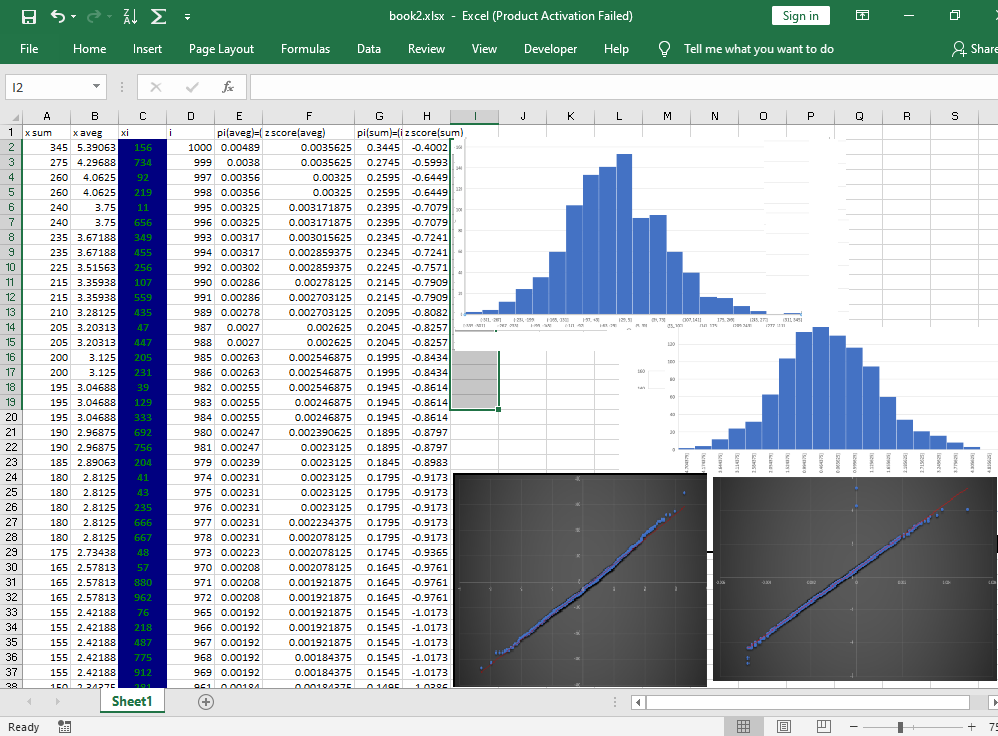 book2.xlsx - Excel (Product Activation Failed)
Sign in
File Home Insert Page Layout Formulas Data Review View Developer Help Tell me what you want to do Share
I2
fx
A B C D E F G H I J K L M N O P Q R S
1 x sum x aveg xi i pi(aveg)=(i z score(aveg) pi(sum)=(i z score(sum)
2 345 5.39063 156 1000 0.00489 0.0035625 0.3445 -0.4002
3 275 4.29688 734 999 0.0038 0.0035625 0.2745 -0.5993
4 260 4.0625 92 997 0.00356 0.00325 0.2595 -0.6449
5 260 4.0625 219 998 0.00356 0.00325 0.2595 -0.6449
6 240 3.75 11 995 0.00325 0.003171875 0.2395 -0.7079
7 240 3.75 656 996 0.00325 0.003171875 0.2395 -0.7079
8 235 3.67188 349 993 0.00317 0.003015625 0.2345 -0.7241
9 235 3.67188 455 994 0.00317 0.002859375 0.2345 -0.7241
10 225 3.51563 256 992 0.00302 0.002859375 0.2245 -0.7571
11 215 3.35938 107 990 0.00286 0.00278125 0.2145 -0.7909
12 215 3.35938 559 991 0.00286 0.002703125 0.2145 -0.7909
13 210 3.28125 435 989 0.00278 0.002703125 0.2095 -0.8082
14 205 3.20313 47 987 0.0027 0.002625 0.2045 -0.8257
15 205 3.20313 447 988 0.0027 0.002625 0.2045 -0.8257
16 200 3.125 205 985 0.00263 0.002546875 0.1995 -0.8434
17 200 3.125 231 986 0.00263 0.002546875 0.1995 -0.8434
18 195 3.04688 39 982 0.00255 0.002546875 0.1945 -0.8614
19 195 3.04688 129 983 0.00255 0.00246875 0.1945 -0.8614
20 195 3.04688 333 984 0.00255 0.00246875 0.1945 -0.8614
21 190 2.96875 692 980 0.00247 0.002390625 0.1895 -0.8797
22 190 2.96875 756 981 0.00247 0.0023125 0.1895 -0.8797
23 185 2.89063 204 979 0.00239 0.0023125 0.1845 -0.8983
24 180 2.8125 41 974 0.00231 0.0023125 0.1795 -0.9173
25 180 2.8125 43 975 0.00231 0.0023125 0.1795 -0.9173
26 180 2.8125 235 976 0.00231 0.0023125 0.1795 -0.9173
27 180 2.8125 666 977 0.00231 0.002234375 0.1795 -0.9173
28 180 2.8125 667 978 0.00231 0.002078125 0.1795 -0.9173
29 175 2.73438 48 973 0.00223 0.002078125 0.1745 -0.9365
30 165 2.57813 57 970 0.00208 0.002078125 0.1645 -0.9761
31 165 2.57813 880 971 0.00208 0.001921875 0.1645 -0.9761
32 165 2.57813 962 972 0.00208 0.001921875 0.1645 -0.9761
33 155 2.42188 76 965 0.00192 0.001921875 0.1545 -1.0173
34 155 2.42188 218 966 0.00192 0.001921875 0.1545 -1.0173
35 155 2.42188 487 967 0.00192 0.001921875 0.1545 -1.0173
36 155 2.42188 775 968 0.00192 0.00184375 0.1545 -1.0173
37 155 2.42188 912 969 0.00192 0.00184375 0.1545 -1.0173
38 150 2.34375 281 961 0.00184 0.00184375 0.1495 -1.0386
Sheet1
Ready